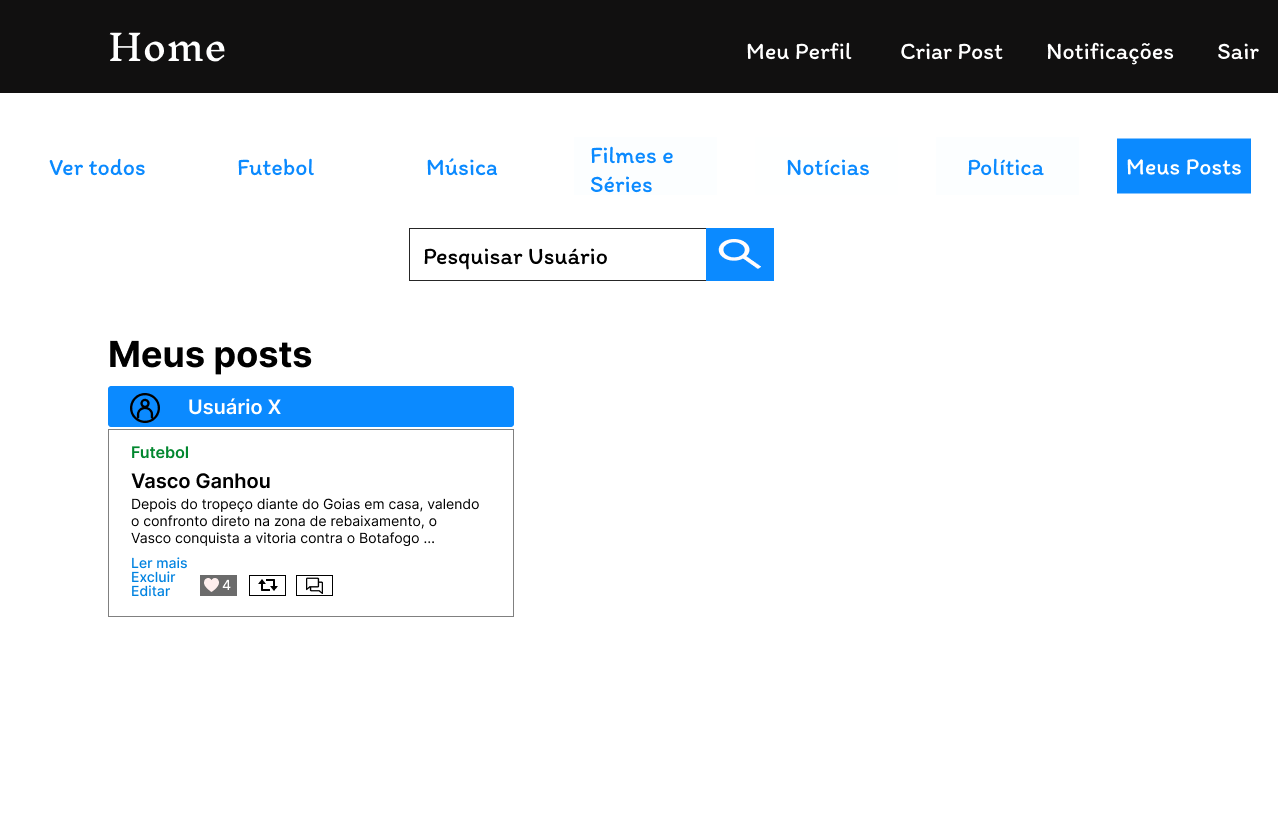 Home
Meu Perfil
Criar Post
Notificações
Sair
Ver todos
Futebol
Música
Filmes e
Séries
Notícias
Política
Meus Posts
Pesquisar Usuário
Meus posts
Usuário X
Futebol
Vasco Ganhou
Depois do tropeço diante do Goias em casa, valendo
o confronto direto na zona de rebaixamento, o
Vasco conquista a vitoria contra o Botafogo ...
Ler mais
Excluir
Editar
4